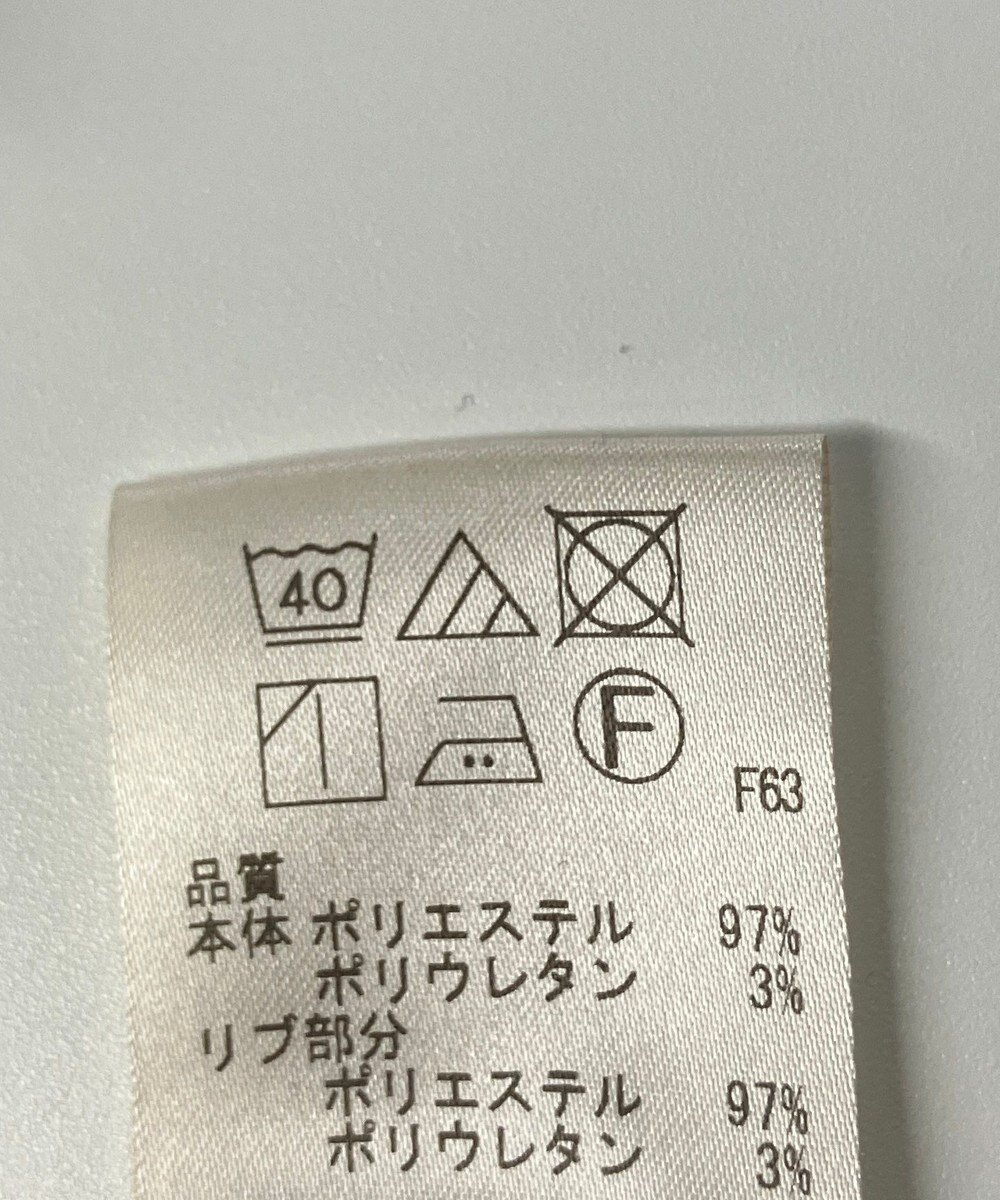 40
F
F63
品質
本体 ポリエステル 97%
ポリウレタン 3%
リブ部分
ポリエステル 97%
ポリウレタン 3%